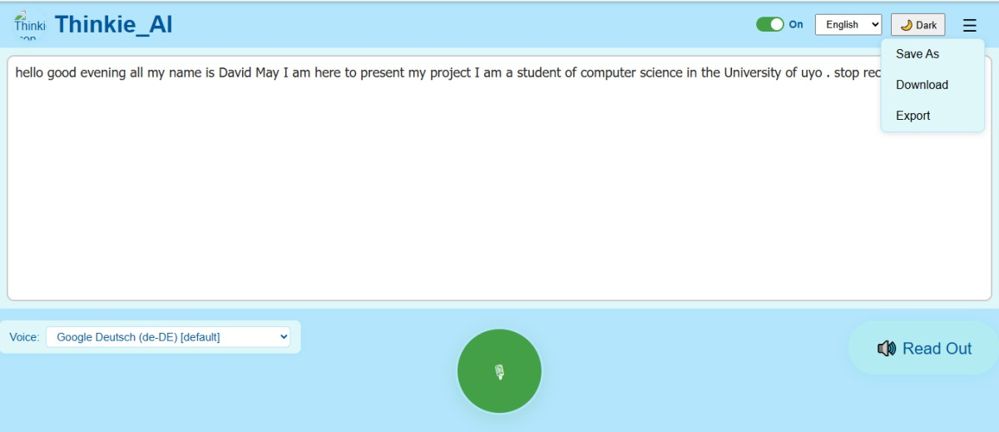 Thinki
Thinkie_AI
On
English
🌙 Dark
☰
Save As
Download
Export
hello good evening all my name is David May I am here to present my project I am a student of computer science in the University of uyo . stop rec
Voice:
Google Deutsch (de-DE) [default]
Read Out